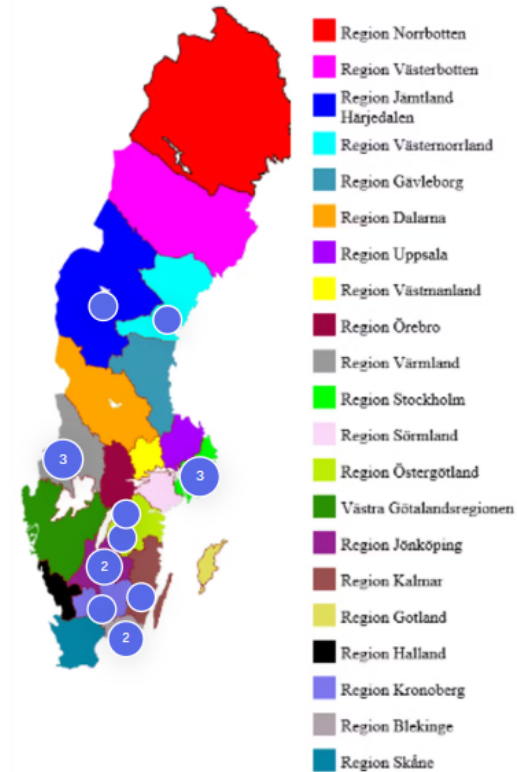 Region Norrbotten
Region Västerbotten
Region Jämtland
Härjedalen
Region Västernorrland
Region Gävleborg
Region Dalarna
Region Uppsala
Region Västmanland
Region Örebro
3
Region Värmland
Region Stockholm
3
Region Sörmland
Region Östergötland
Västra Götalandsregionen
Region Jönköping
2
Region Kalmar
Region Gotland
Region Halland
2
Region Kronoberg
Region Blekinge
Region Skåne